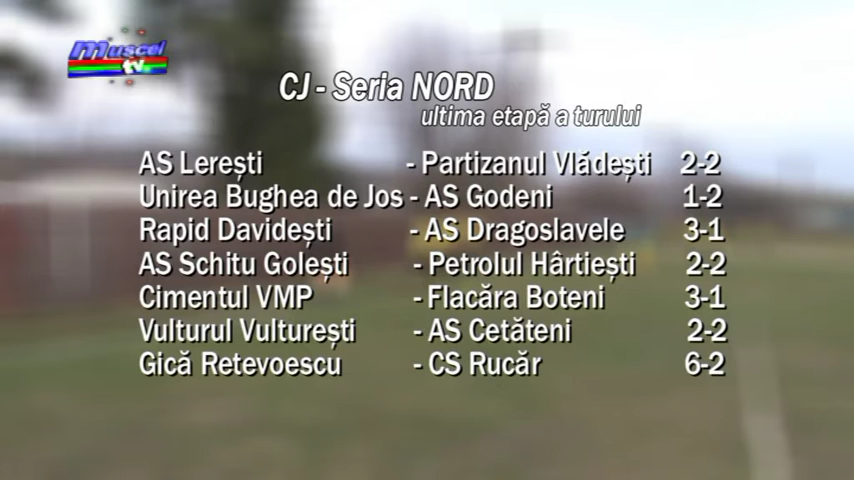 Muscel
tv
CJ - Seria NORD
ultima etapă a turului
AS Lerești - Partizanul Vlădești 2-2
Unirea Bughea de Jos - AS Godeni 1-2
Rapid Davidești - AS Dragoslavele 3-1
AS Schitu Golești - Petrolul Hârtiești 2-2
Cimentul VMP - Flacăra Boteni 3-1
Vulturul Vulturești - AS Cetățeni 2-2
Gică Retevoescu - CS Rucăr 6-2